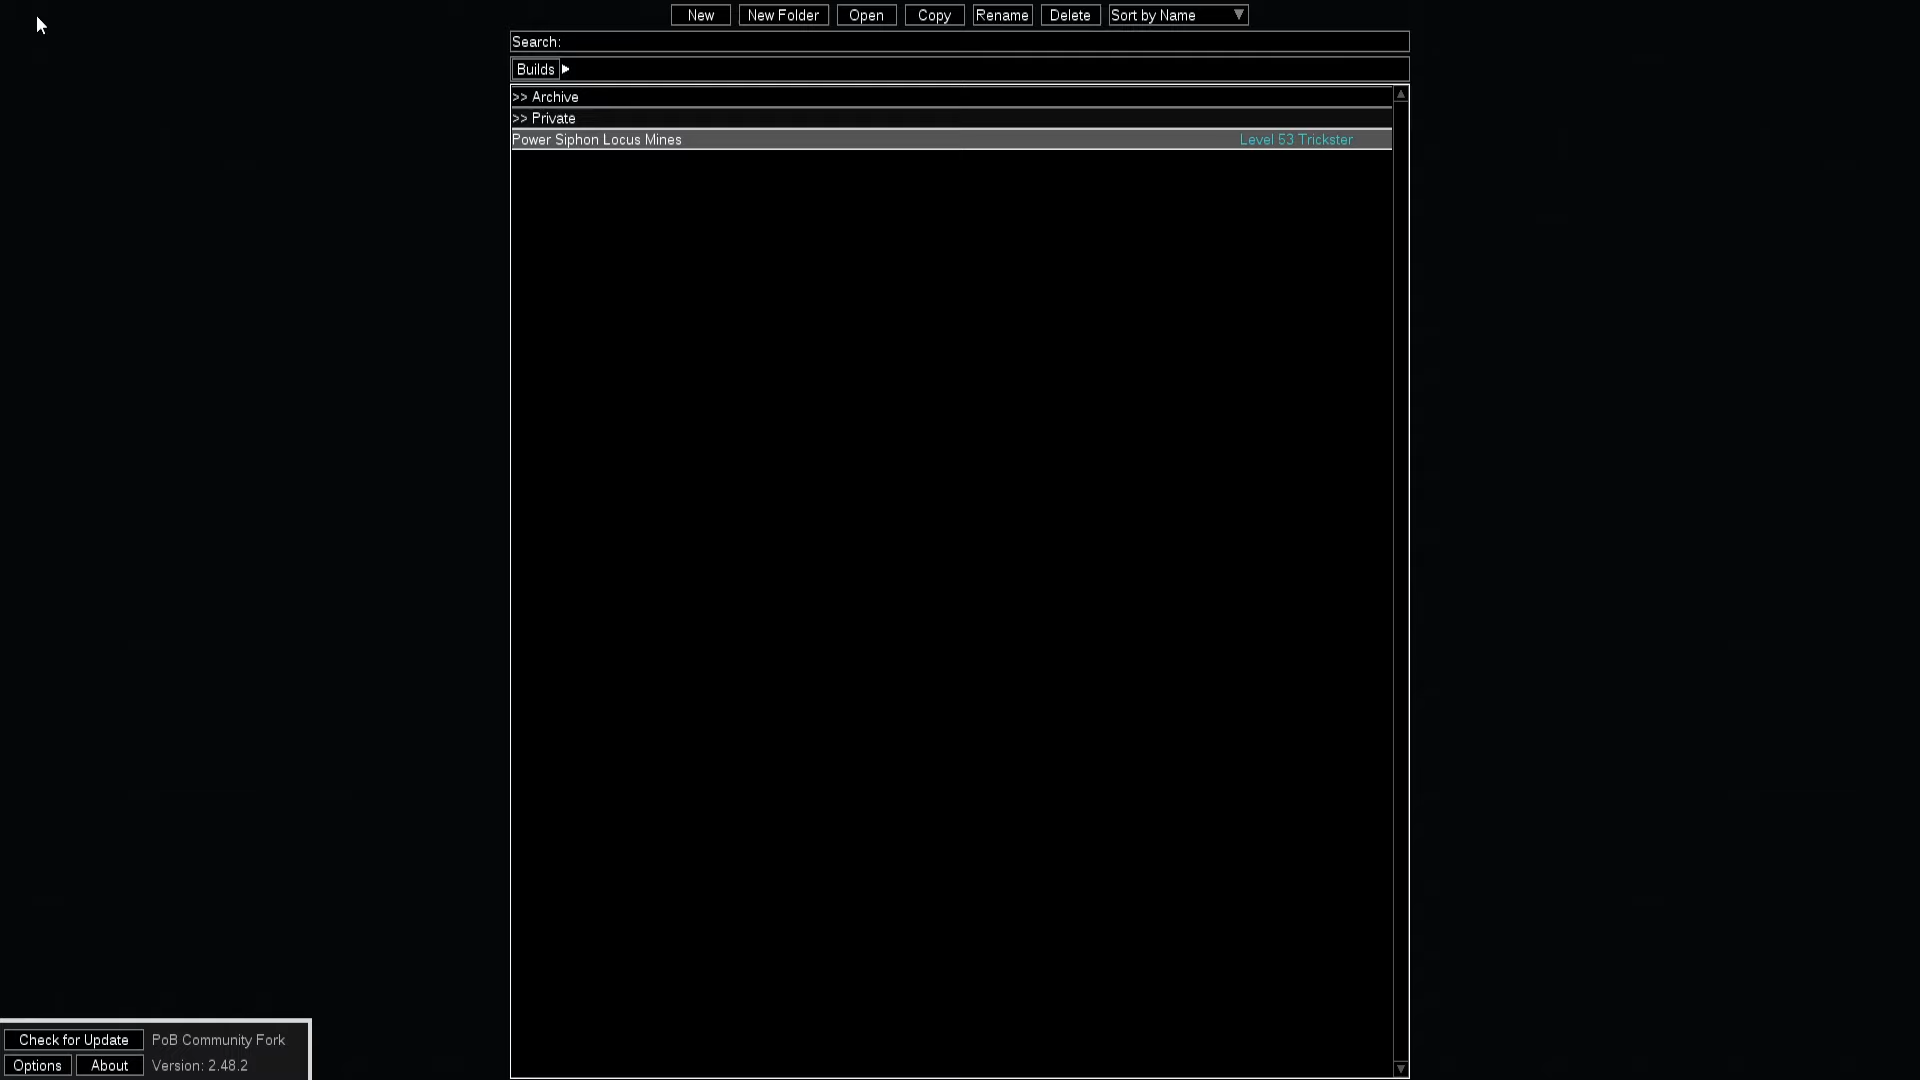 New New Folder Open Copy Rename Delete Sort by Name
Search:
Builds
>> Archive
>> Private
Power Siphon Locus Mines Level 53 Trickster
Check for Update PoB Community Fork
Options About Version: 2.48.2